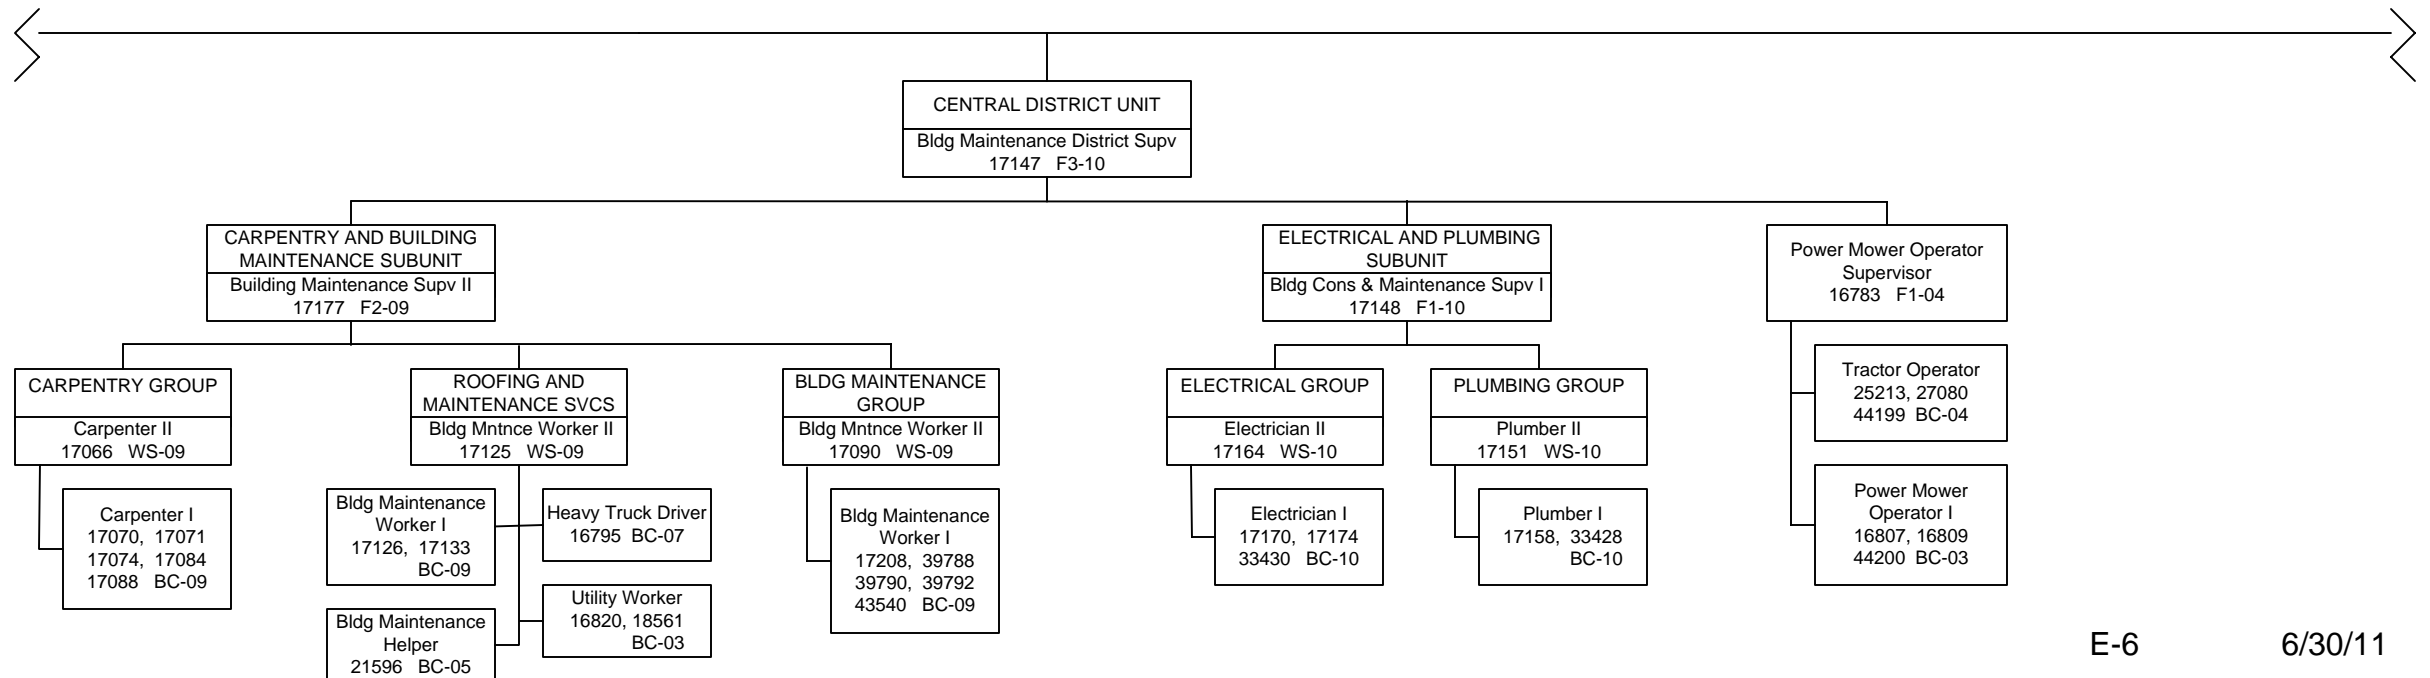 CENTRAL DISTRICT UNIT
Bldg Maintenance District Supv
17147 F3-10
CARPENTRY AND BUILDING
MAINTENANCE SUBUNIT
Building Maintenance Supv II
17177 F2-09
ELECTRICAL AND PLUMBING
SUBUNIT
Bldg Cons & Maintenance Supv I
17148 F1-10
Power Mower Operator
Supervisor
16783 F1-04
CARPENTRY GROUP
Carpenter II
17066 WS-09
Carpenter I
17070, 17071
17074, 17084
17088 BC-09
ROOFING AND
MAINTENANCE SVCS
Bldg Mntnce Worker II
17125 WS-09
Bldg Maintenance
Worker I
17126, 17133
BC-09
Heavy Truck Driver
16795 BC-07
Utility Worker
16820, 18561
BC-03
Bldg Maintenance
Helper
21596 BC-05
BLDG MAINTENANCE
GROUP
Bldg Mntnce Worker II
17090 WS-09
Bldg Maintenance
Worker I
17208, 39788
39790, 39792
43540 BC-09
ELECTRICAL GROUP
Electrician II
17164 WS-10
Electrician I
17170, 17174
33430 BC-10
PLUMBING GROUP
Plumber II
17151 WS-10
Plumber I
17158, 33428
BC-10
Tractor Operator
25213, 27080
44199 BC-04
Power Mower
Operator I
16807, 16809
44200 BC-03
E-6 6/30/11